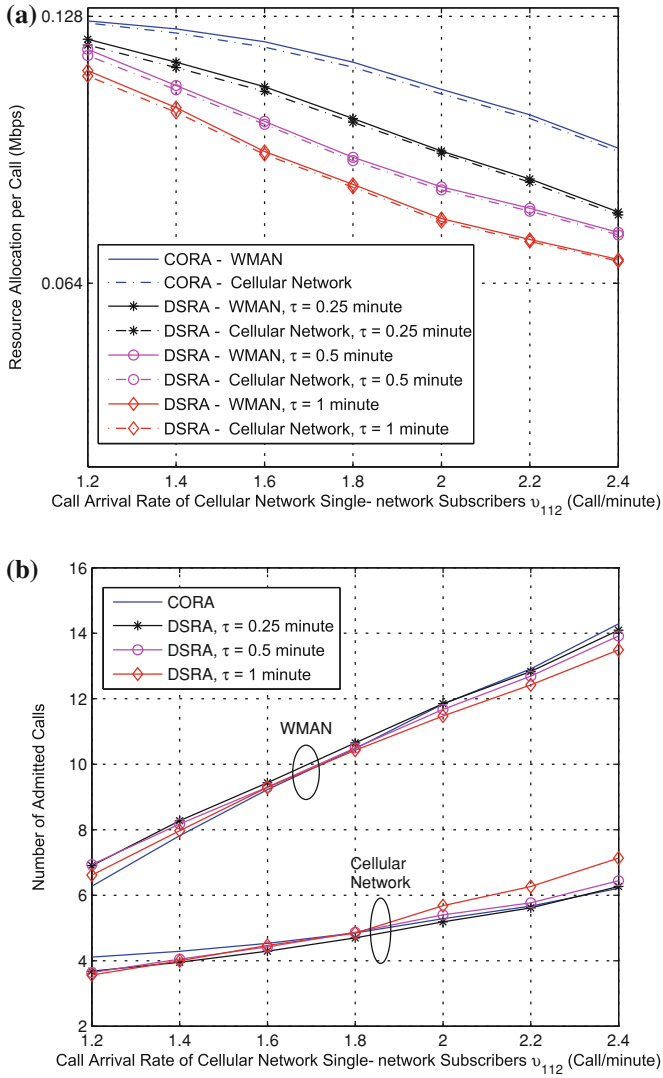 (a)
0.128
0.064
Resource Allocation per Call (Mbps)
CORA - WMAN
CORA - Cellular Network
DSRA - WMAN, τ = 0.25 minute
DSRA - Cellular Network, τ = 0.25 minute
DSRA - WMAN, τ = 0.5 minute
DSRA - Cellular Network, τ = 0.5 minute
DSRA - WMAN, τ = 1 minute
DSRA - Cellular Network, τ = 1 minute
1.2 1.4 1.6 1.8 2 2.2 2.4
Call Arrival Rate of Cellular Network Single- network Subscribers υ112 (Call/minute)
(b)
16
14
12
10
8
6
4
2
Number of Admitted Calls
CORA
DSRA, τ = 0.25 minute
DSRA, τ = 0.5 minute
DSRA, τ = 1 minute
WMAN
Cellular
Network
1.2 1.4 1.6 1.8 2 2.2 2.4
Call Arrival Rate of Cellular Network Single- network Subscribers υ112 (Call/minute)